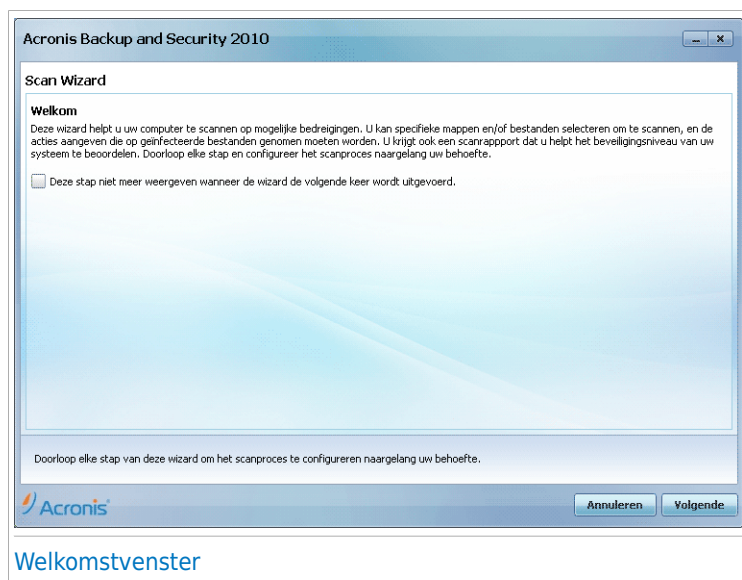 Acronis Backup and Security 2010
Scan Wizard
Welkom
Deze wizard helpt u uw computer te scannen op mogelijke bedreigingen. U kan specifieke mappen en/of bestanden selecteren om te scannen, en de
acties aangeven die op geïnfecteerde bestanden genomen moeten worden. U krijgt ook een scanrappport dat u helpt het beveiligingsniveau van uw
systeem te beoordelen. Doorloop elke stap en configureer het scanproces naargelang uw behoefte.
Deze stap niet meer weergeven wanneer de wizard de volgende keer wordt uitgevoerd.
Doorloop elke stap van deze wizard om het scanproces te configureren naargelang uw behoefte.
Acronis
Annuleren
Volgende
Welkomstvenster